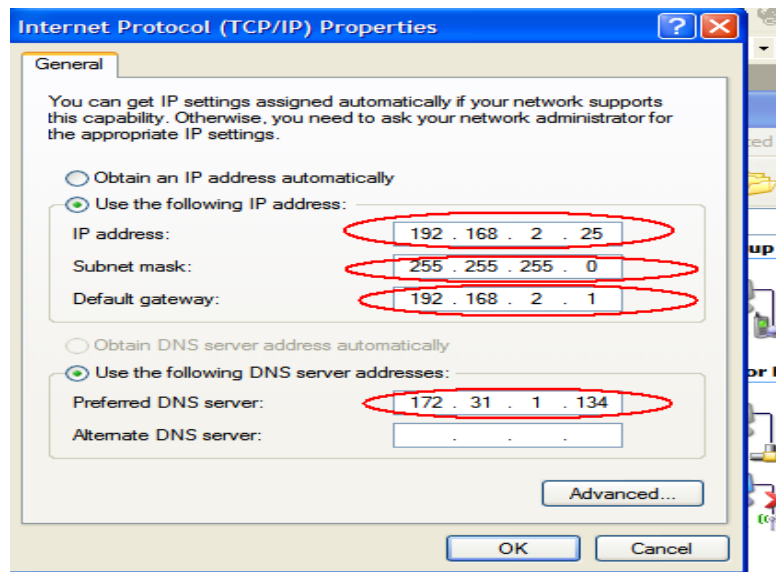 Internet Protocol (TCP/IP) Properties
General
You can get IP settings assigned automatically if your network supports
this capability. Otherwise, you need to ask your network administrator for
the appropriate IP settings.
Obtain an IP address automatically
Use the following IP address:
IP address: 192 . 168 . 2 . 25
Subnet mask: 255 . 255 . 255 . 0
Default gateway: 192 . 168 . 2 . 1
Obtain DNS server address automatically
Use the following DNS server addresses:
Preferred DNS server: 172 . 31 . 1 . 134
Alternate DNS server: . . .
Advanced...
OK Cancel